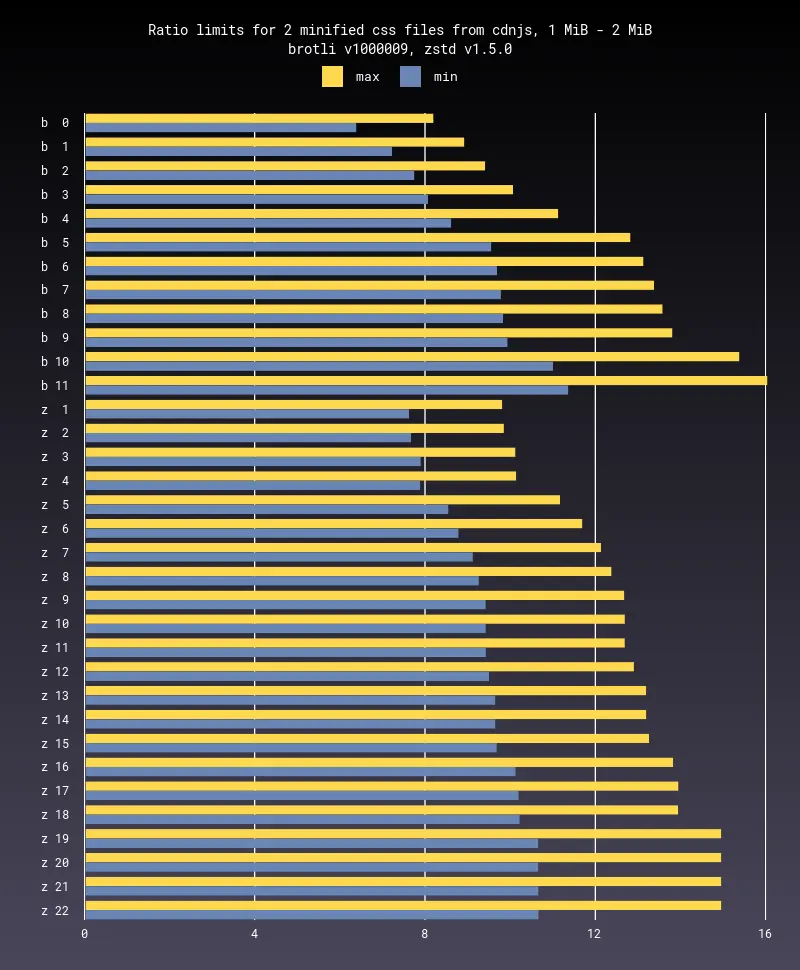 Ratio limits for 2 minified css files from cdnjs, 1 MiB - 2 MiB
brotli v1000009, zstd v1.5.0
max min
b 0
b 1
b 2
b 3
b 4
b 5
b 6
b 7
b 8
b 9
b 10
b 11
z 1
z 2
z 3
z 4
z 5
z 6
z 7
z 8
z 9
z 10
z 11
z 12
z 13
z 14
z 15
z 16
z 17
z 18
z 19
z 20
z 21
z 22
0 4 8 12 16